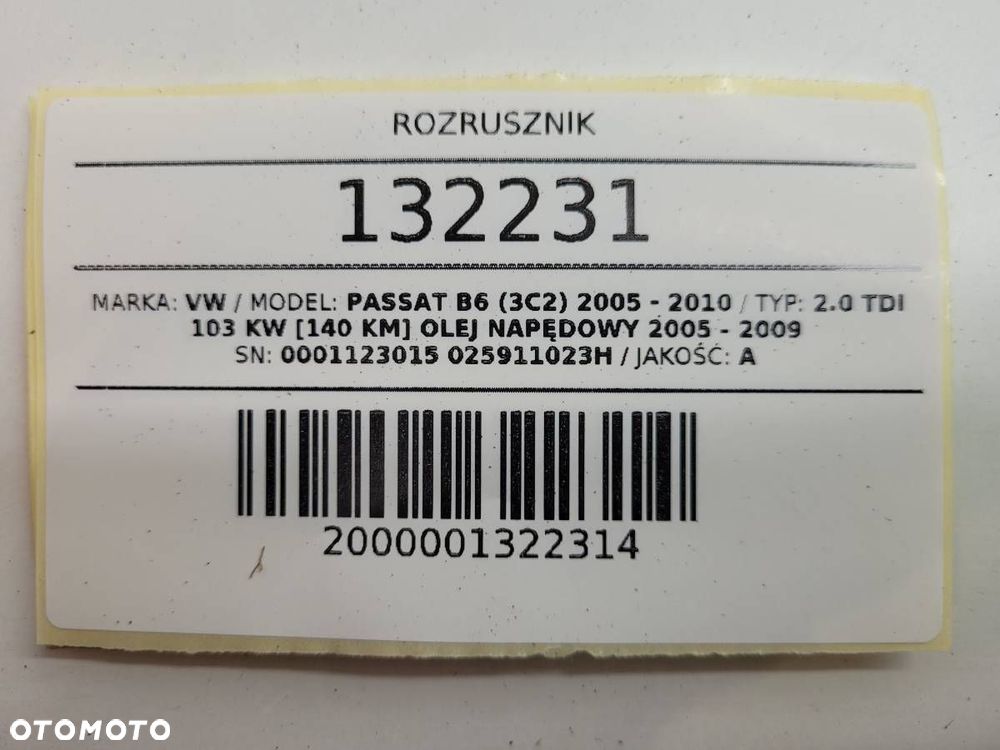 ROZRUSZNIK
132231
MARKA: VW / MODEL: PASSAT B6 (3C2) 2005 - 2010 / TYP: 2.0 TDI
103 KW [140 KM] OLEJ NAPĘDOWY 2005 - 2009
SN: 0001123015 025911023H / JAKOŚĆ: A
2000001322314
OTOMOTO